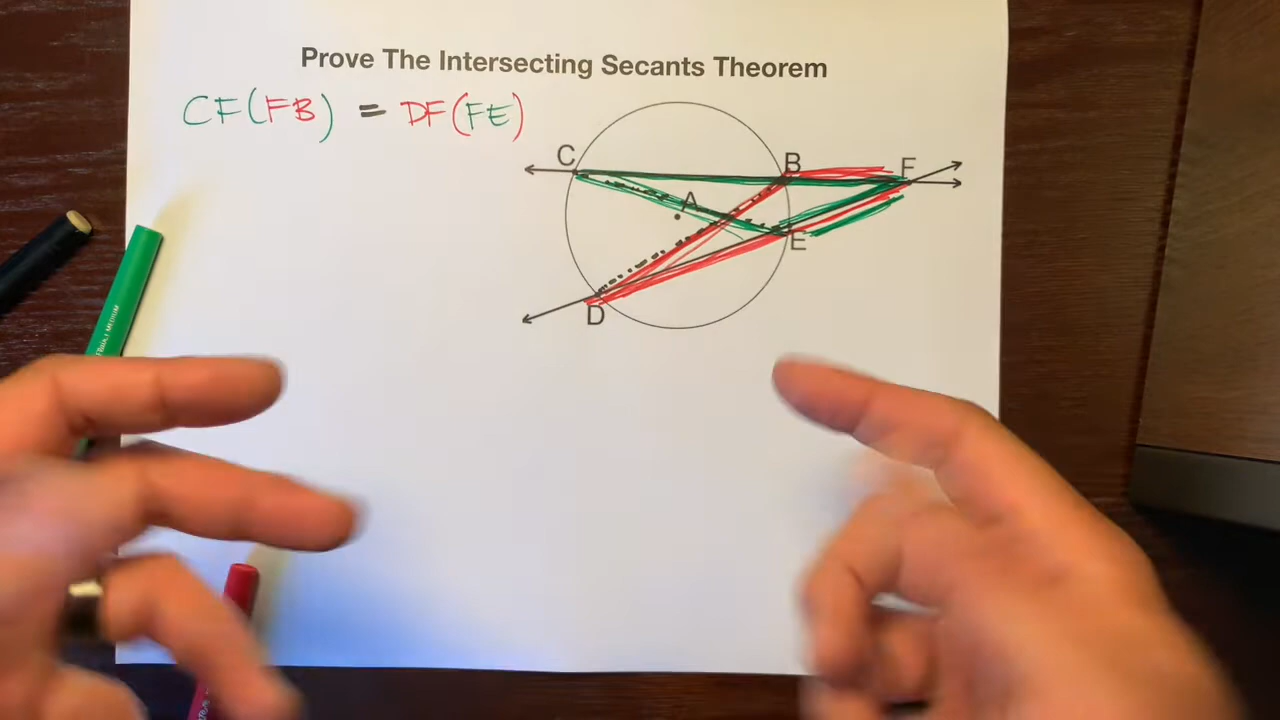 Prove The Intersecting Secants Theorem
CF(FB) = DF(FE)
C
B
F
A
E
D